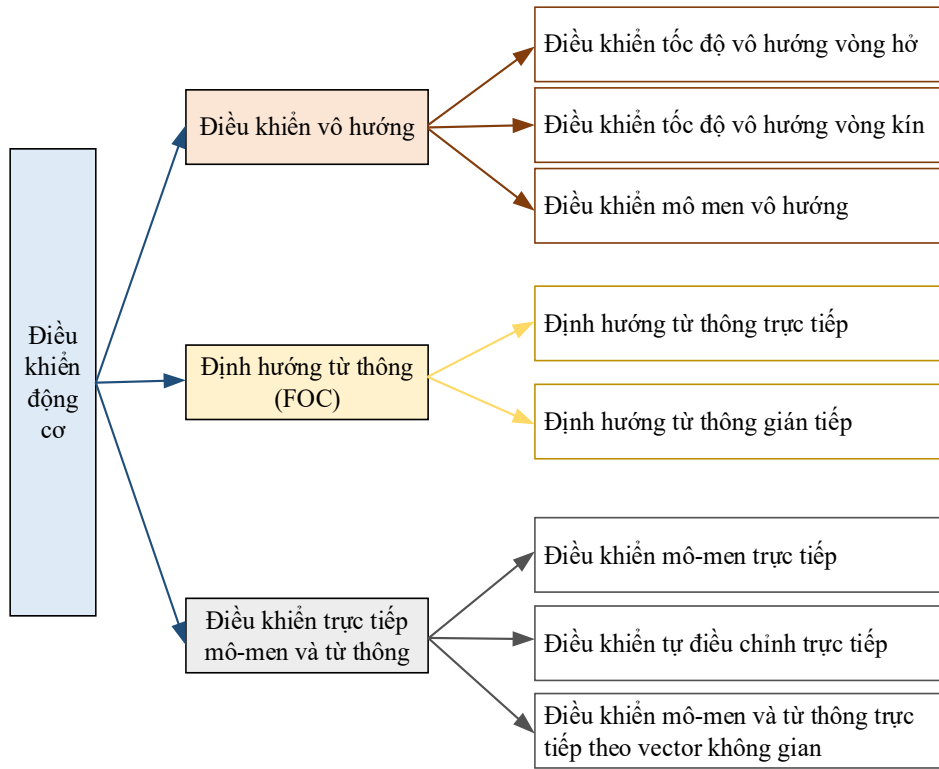 Điều
khiển
động
cơ
Điều khiển vô hướng
Điều khiển tốc độ vô hướng vòng hở
Điều khiển tốc độ vô hướng vòng kín
Điều khiển mô men vô hướng
Định hướng từ thông
(FOC)
Định hướng từ thông trực tiếp
Định hướng từ thông gián tiếp
Điều khiển trực tiếp
mô-men và từ thông
Điều khiển mô-men trực tiếp
Điều khiển tự điều chỉnh trực tiếp
Điều khiển mô-men và từ thông trực
tiếp theo vector không gian